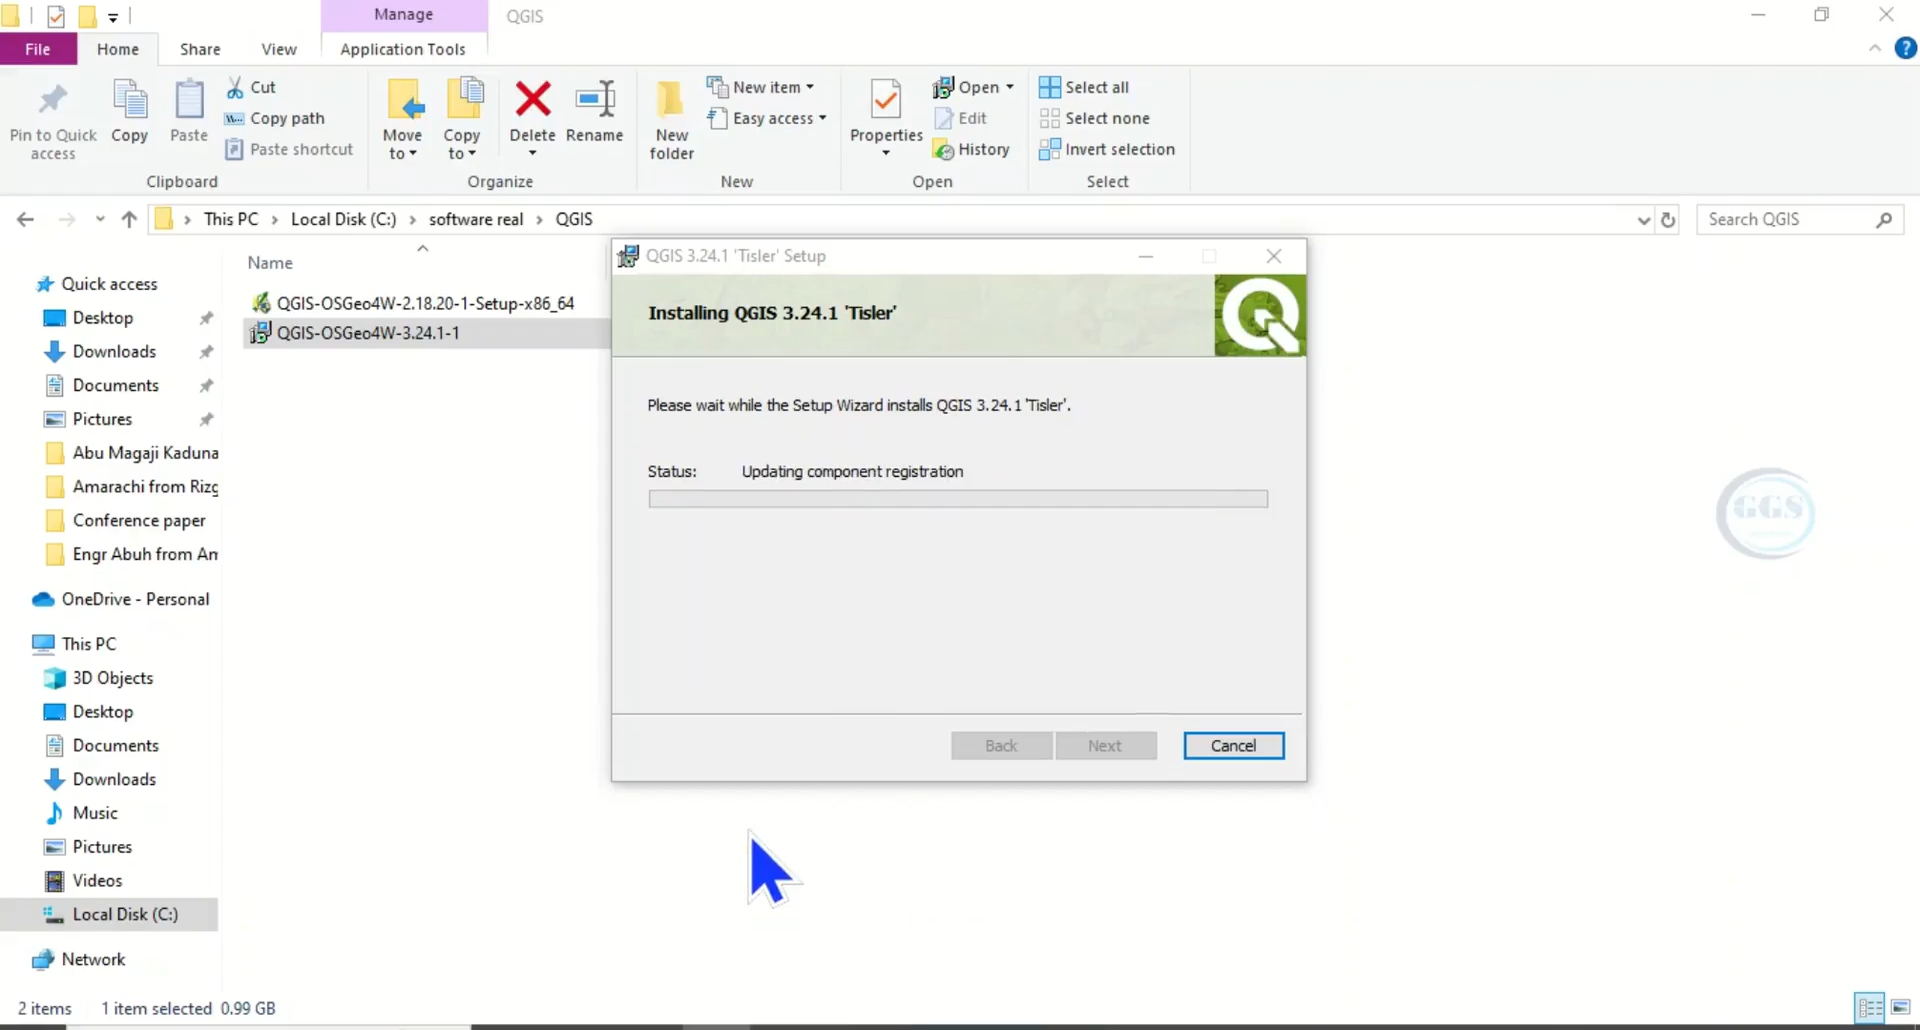 Manage
QGIS
File
Home
Share
View
Application Tools
Pin to Quick access
Copy
Paste
Cut
Copy path
Paste shortcut
Clipboard
Move to
Copy to
Delete
Rename
Organize
New folder
New item
Easy access
New
Properties
Open
Edit
History
Open
Select all
Select none
Invert selection
Select
This PC > Local Disk (C:) > software real > QGIS
Search QGIS
Name
QGIS-OSGeo4W-2.18.20-1-Setup-x86_64
QGIS-OSGeo4W-3.24.1-1
Quick access
Desktop
Downloads
Documents
Pictures
Abu Magaji Kaduna
Amarachi from Rizg
Conference paper
Engr Abuh from Am
OneDrive - Personal
This PC
3D Objects
Desktop
Documents
Downloads
Music
Pictures
Videos
Local Disk (C:)
Network
QGIS 3.24.1 'Tisler' Setup
Installing QGIS 3.24.1 'Tisler'
Please wait while the Setup Wizard installs QGIS 3.24.1 'Tisler'.
Status: Updating component registration
Back
Next
Cancel
GGS
2 items 1 item selected 0.99 GB